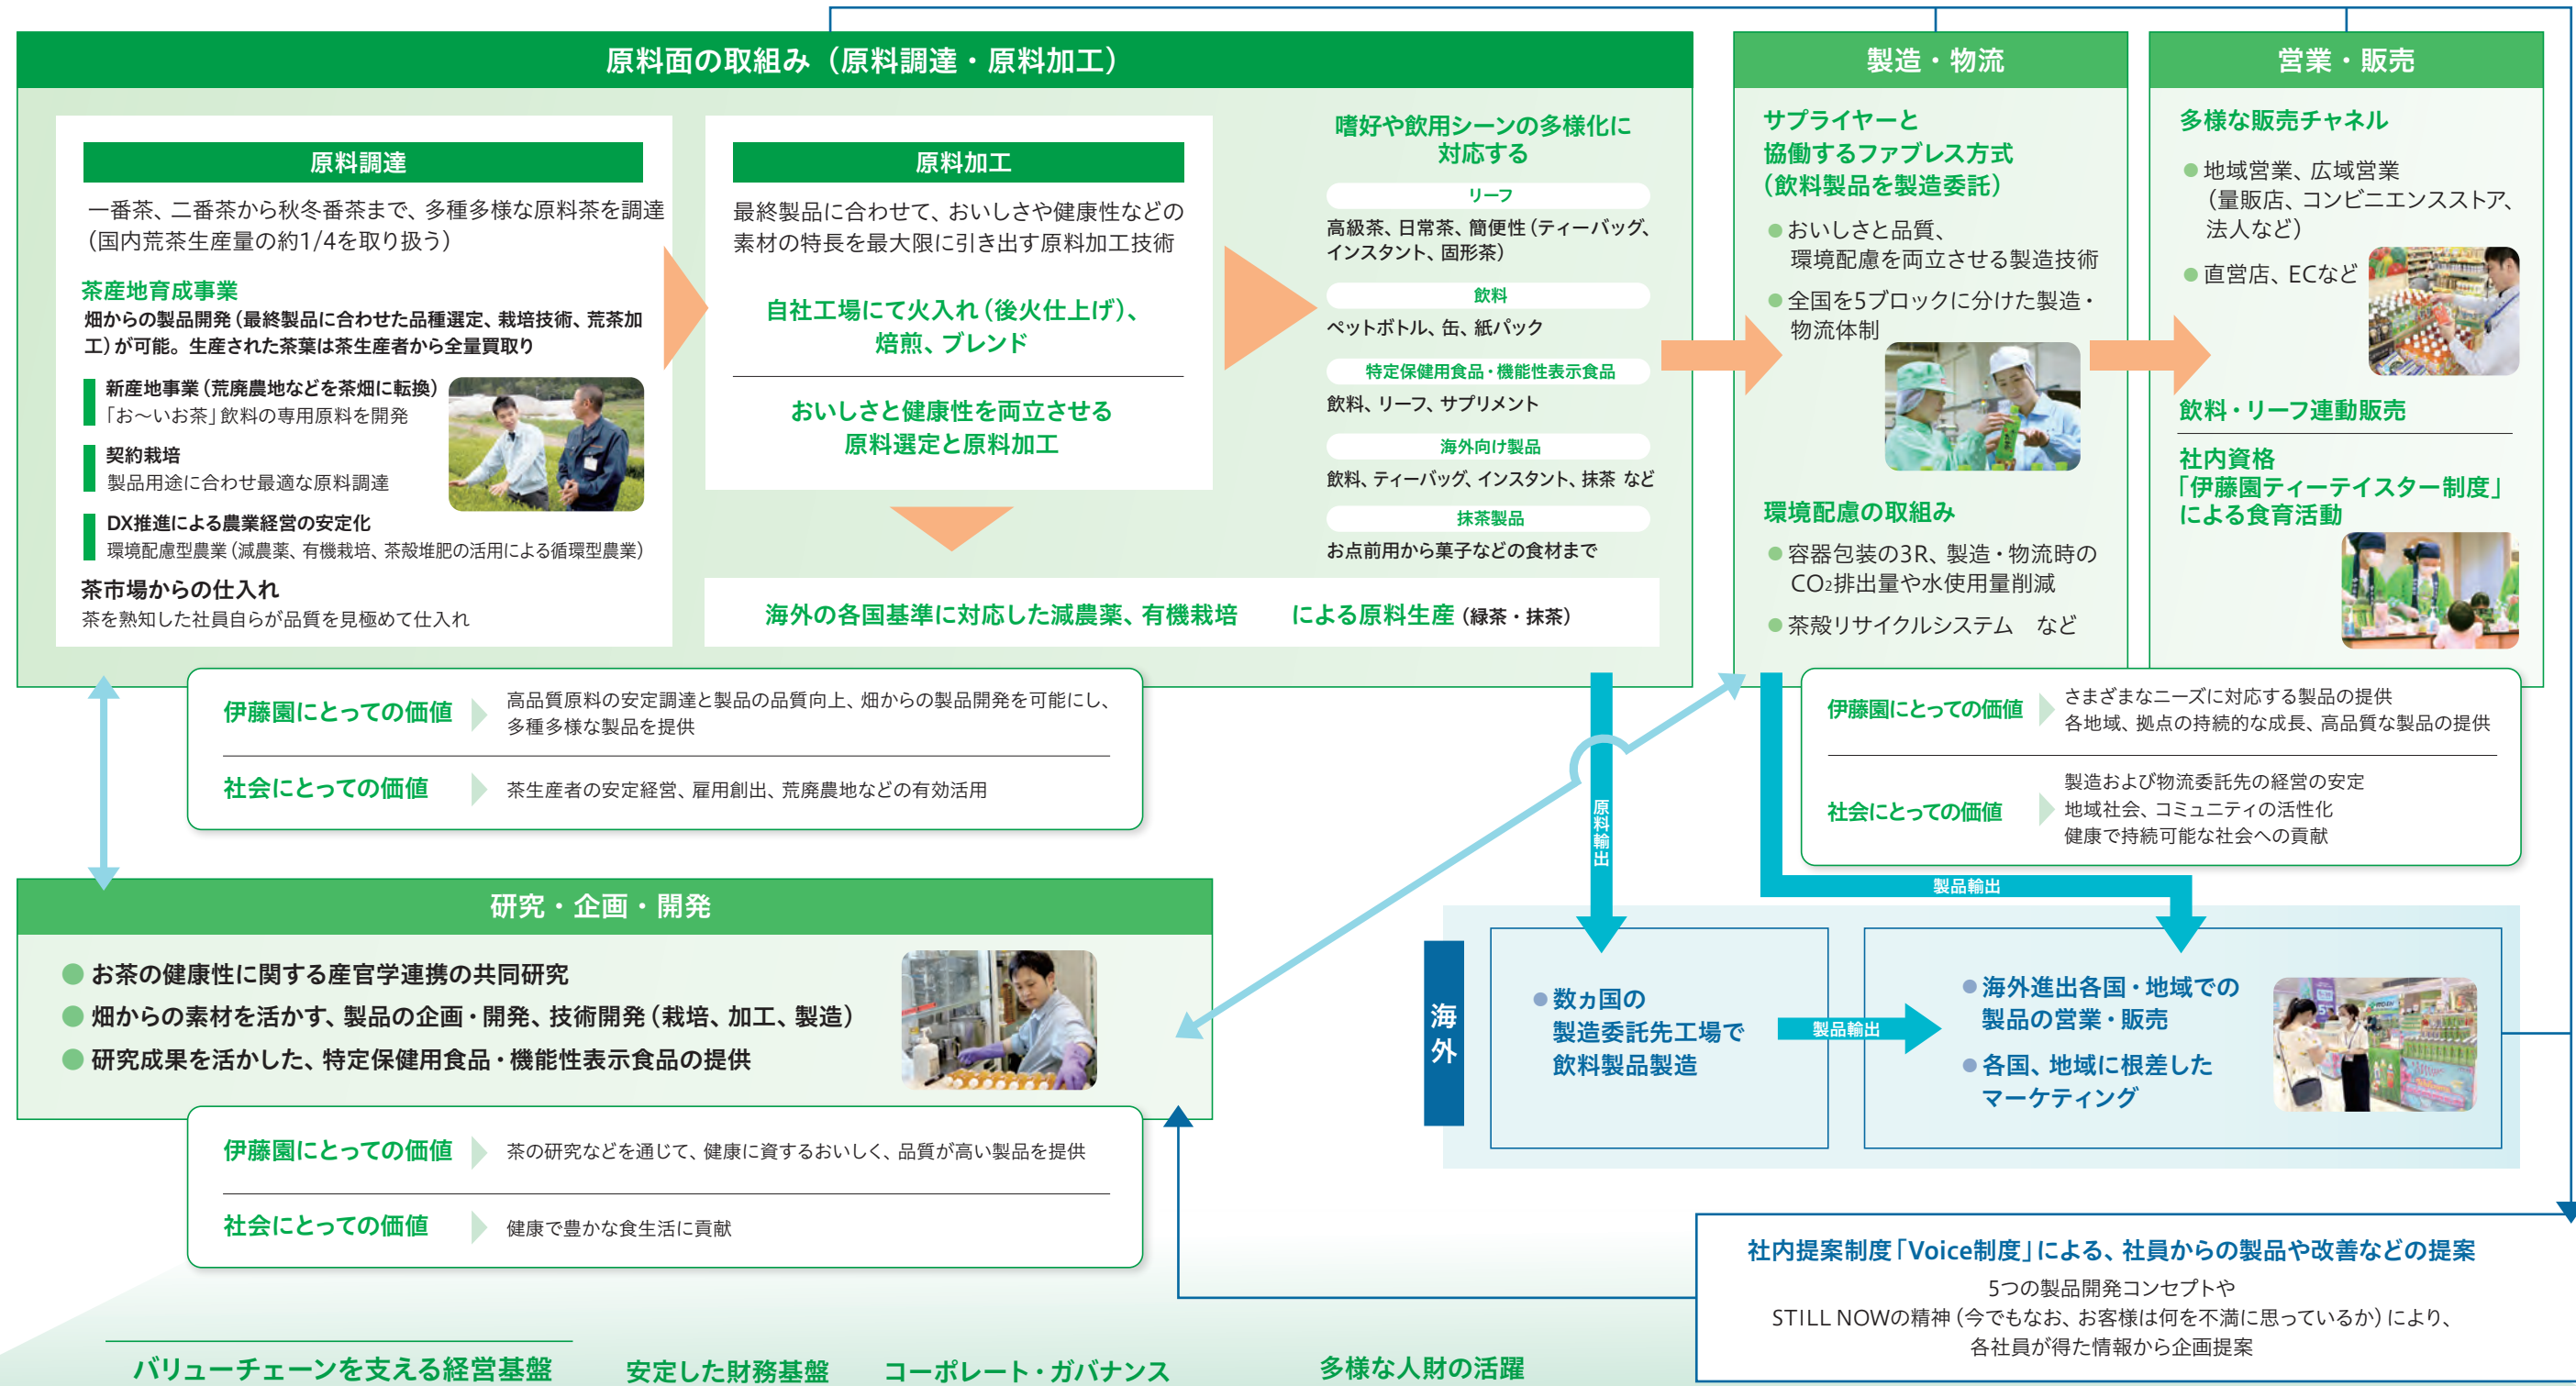 原料面の取組み（原料調達・原料加工）
原料調達
一番茶、二番茶から秋冬番茶まで、多種多様な原料茶を調達
（国内荒茶生産量の約1/4を取り扱う）
茶産地育成事業
畑からの製品開発（最終製品に合わせた品種選定、栽培技術、荒茶加
工）が可能。生産された茶葉は茶生産者から全量買取り
新産地事業（荒廃農地などを茶畑に転換）
「お～いお茶」飲料の専用原料を開発
契約栽培
製品用途に合わせ最適な原料調達
DX推進による農業経営の安定化
環境配慮型農業（減農薬、有機栽培、茶殻堆肥の活用による循環型農業）
茶市場からの仕入れ
茶を熟知した社員自らが品質を見極めて仕入れ
原料加工
最終製品に合わせて、おいしさや健康性などの
素材の特長を最大限に引き出す原料加工技術
自社工場にて火入れ（後火仕上げ）、
焙煎、ブレンド
おいしさと健康性を両立させる
原料選定と原料加工
嗜好や飲用シーンの多様化に
対応する
リーフ
高級茶、日常茶、簡便性（ティーバッグ、
インスタント、固形茶）
飲料
ペットボトル、缶、紙パック
特定保健用食品・機能性表示食品
飲料、リーフ、サプリメント
海外向け製品
飲料、ティーバッグ、インスタント、抹茶 など
抹茶製品
お点前用から菓子などの食材まで
海外の各国基準に対応した減農薬、有機栽培　　による原料生産（緑茶・抹茶）
伊藤園にとっての価値
高品質原料の安定調達と製品の品質向上、畑からの製品開発を可能にし、
多種多様な製品を提供
社会にとっての価値
茶生産者の安定経営、雇用創出、荒廃農地などの有効活用
製造・物流
サプライヤーと
協働するファブレス方式
（飲料製品を製造委託）
●おいしさと品質、
環境配慮を両立させる製造技術
●全国を5ブロックに分けた製造・
物流体制
環境配慮の取組み
●容器包装の3R、製造・物流時の
CO2排出量や水使用量削減
●茶殻リサイクルシステム　など
営業・販売
多様な販売チャネル
●地域営業、広域営業
（量販店、コンビニエンスストア、
法人など）
●直営店、ECなど
飲料・リーフ連動販売
社内資格
「伊藤園ティーテイスター制度」
による食育活動
伊藤園にとっての価値
さまざまなニーズに対応する製品の提供
各地域、拠点の持続的な成長、高品質な製品の提供
社会にとっての価値
製造および物流委託先の経営の安定
地域社会、コミュニティの活性化
健康で持続可能な社会への貢献
研究・企画・開発
●お茶の健康性に関する産官学連携の共同研究
●畑からの素材を活かす、製品の企画・開発、技術開発（栽培、加工、製造）
●研究成果を活かした、特定保健用食品・機能性表示食品の提供
伊藤園にとっての価値
茶の研究などを通じて、健康に資するおいしく、品質が高い製品を提供
社会にとっての価値
健康で豊かな食生活に貢献
原料輸出
製品輸出
海外
●数ヵ国の
製造委託先工場で
飲料製品製造
製品輸出
●海外進出各国・地域での
製品の営業・販売
●各国、地域に根差した
マーケティング
社内提案制度「Voice制度」による、社員からの製品や改善などの提案
5つの製品開発コンセプトや
STILL NOWの精神（今でもなお、お客様は何を不満に思っているか）により、
各社員が得た情報から企画提案
バリューチェーンを支える経営基盤
安定した財務基盤
コーポレート・ガバナンス
多様な人財の活躍